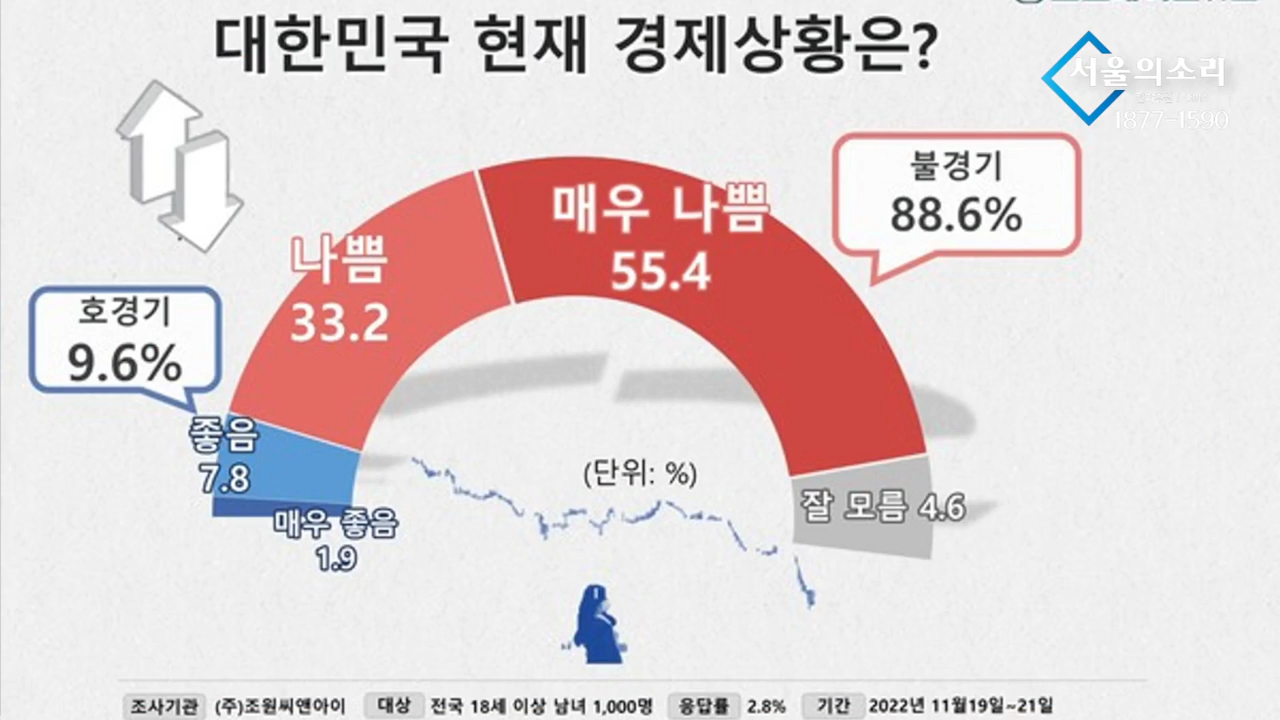 대한민국 현재 경제상황은?
서울의소리
1877-1590
불경기
88.6%
매우 나쁨
55.4
나쁨
33.2
호경기
9.6%
좋음
7.8
매우 좋음
1.9
(단위: %)
잘 모름 4.6
조사기관 (주)조원씨앤아이 대상 전국 18세 이상 남녀 1,000명 응답률 2.8% 기간 2022년 11월19일~21일